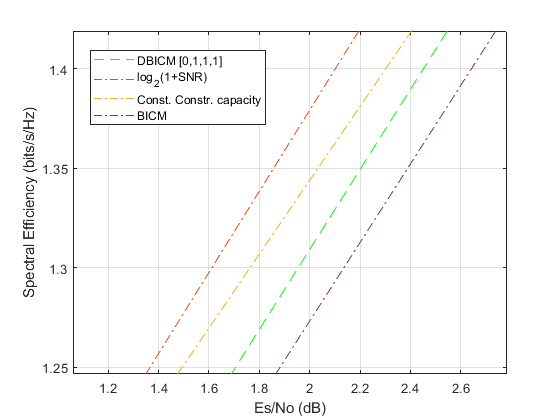 DBICM [0,1,1,1]
log2(1+SNR)
Const. Constr. capacity
BICM
1.4
1.35
1.3
1.25
Spectral Efficiency (bits/s/Hz)
1.2 1.4 1.6 1.8 2 2.2 2.4 2.6
Es/No (dB)